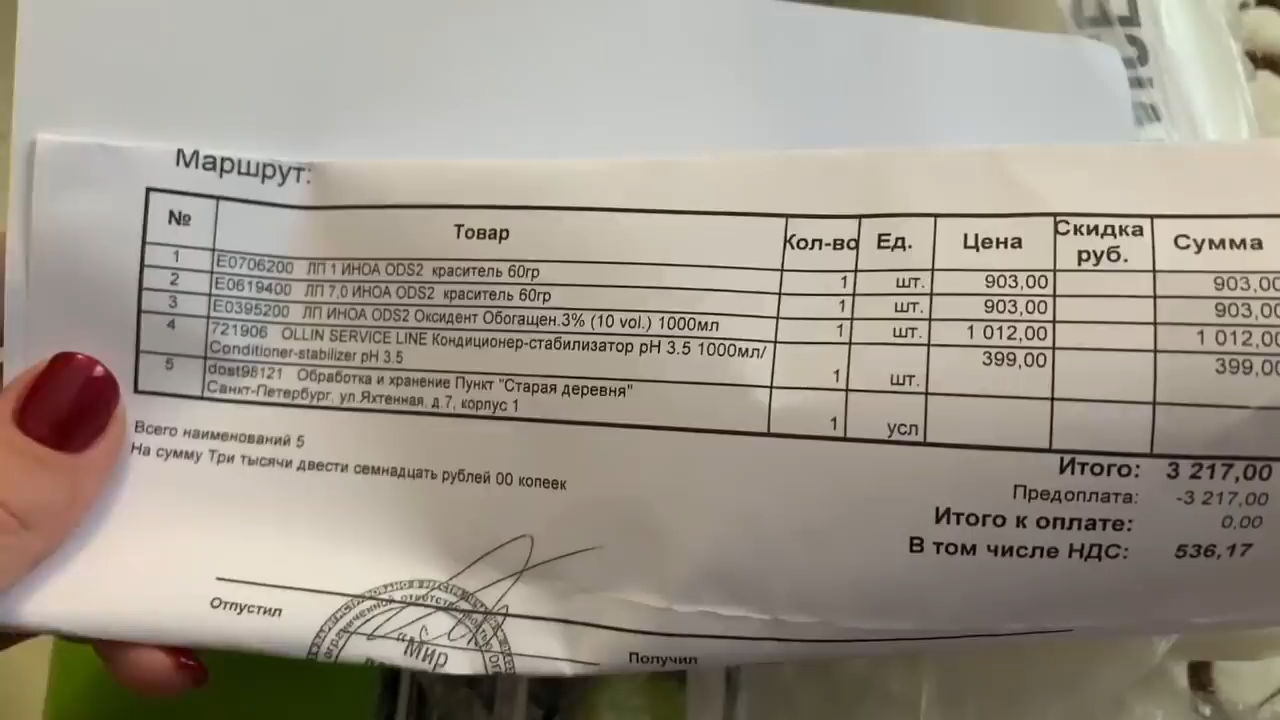 Маршрут:
№ Товар Кол-во Ед. Цена Скидка руб. Сумма
1 E0706200 ЛП 1 ИНОА ODS2 краситель 60гр 1 шт. 903,00 903,00
2 E0619400 ЛП 7,0 ИНОА ODS2 краситель 60гр 1 шт. 903,00 903,00
3 E0395200 ЛП ИНОА ODS2 Оксидент Обогащен.3% (10 vol.) 1000мл 1 шт. 1 012,00 1 012,00
4 721906 OLLIN SERVICE LINE Кондиционер-стабилизатор pH 3.5 1000мл/
Conditioner-stabilizer pH 3.5 1 шт. 399,00 399,00
5 dost98121 Обработка и хранение Пункт "Старая деревня"
Санкт-Петербург, ул.Яхтенная, д.7, корпус 1 1 усл
Всего наименований 5
На сумму Три тысячи двести семнадцать рублей 00 копеек
Итого: 3 217,00
Предоплата: -3 217,00
Итого к оплате: 0,00
В том числе НДС: 536,17
Отпустил
Получил
ограниченной ответственностью
"Мир